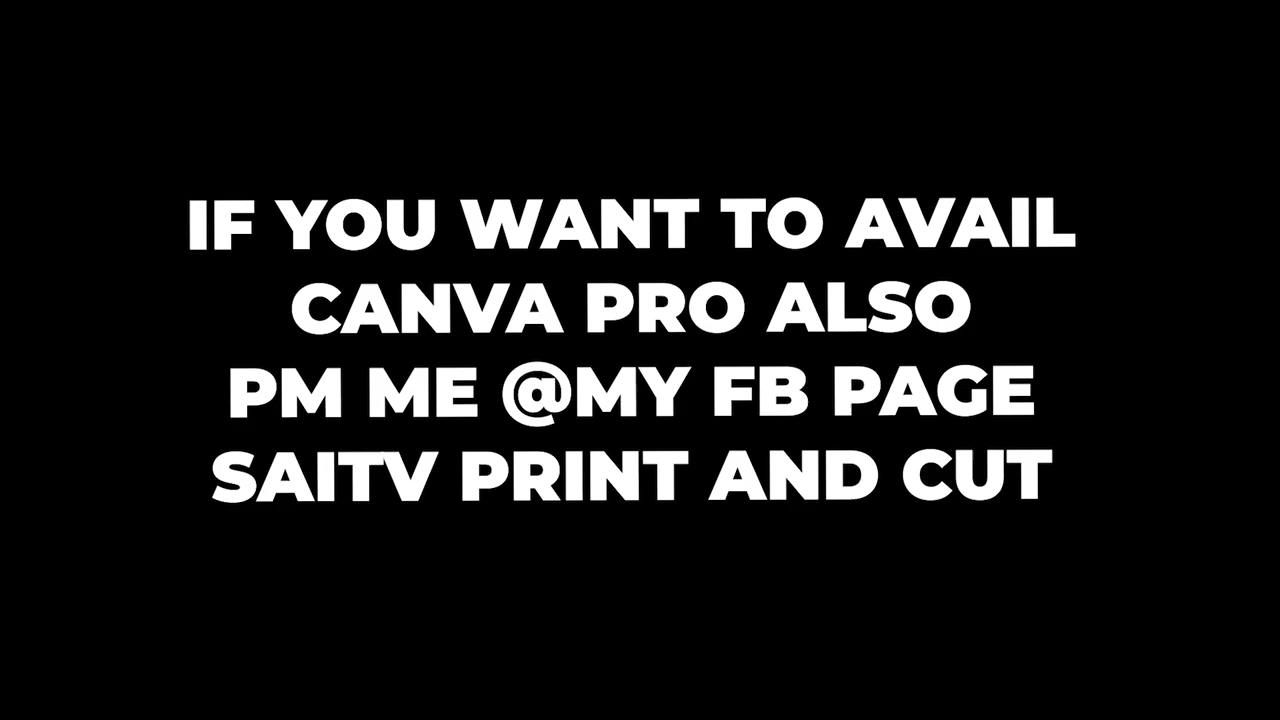 IF YOU WANT TO AVAIL
CANVA PRO ALSO
PM ME @MY FB PAGE
SAITV PRINT AND CUT